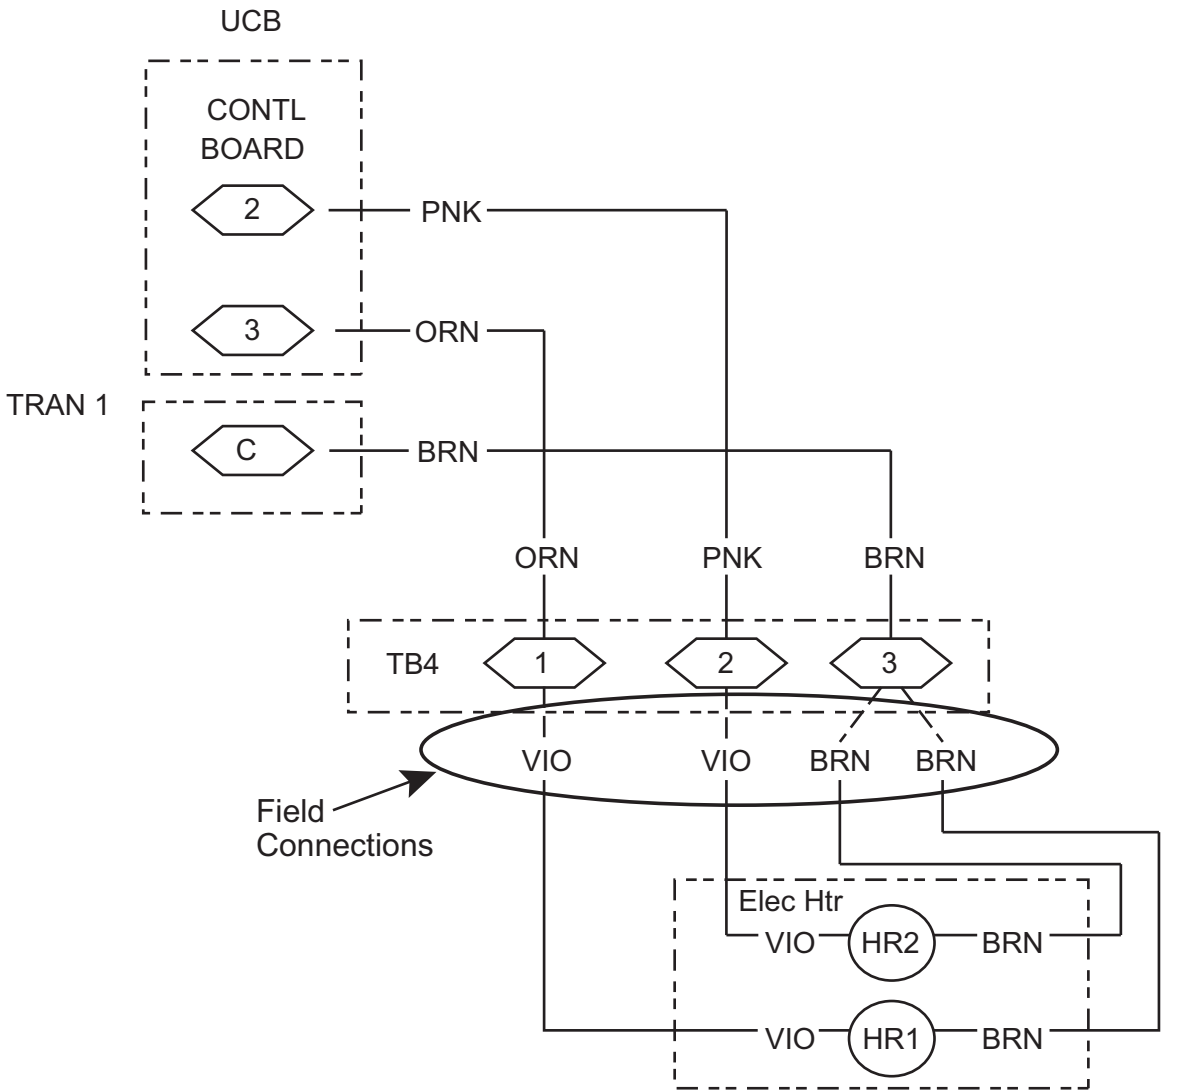 UCB
CONTL
BOARD
2
PNK
3
ORN
TRAN 1
C
BRN
ORN
PNK
BRN
TB4
1
2
3
VIO
VIO
BRN
BRN
Field
Connections
Elec Htr
VIO
HR2
BRN
VIO
HR1
BRN